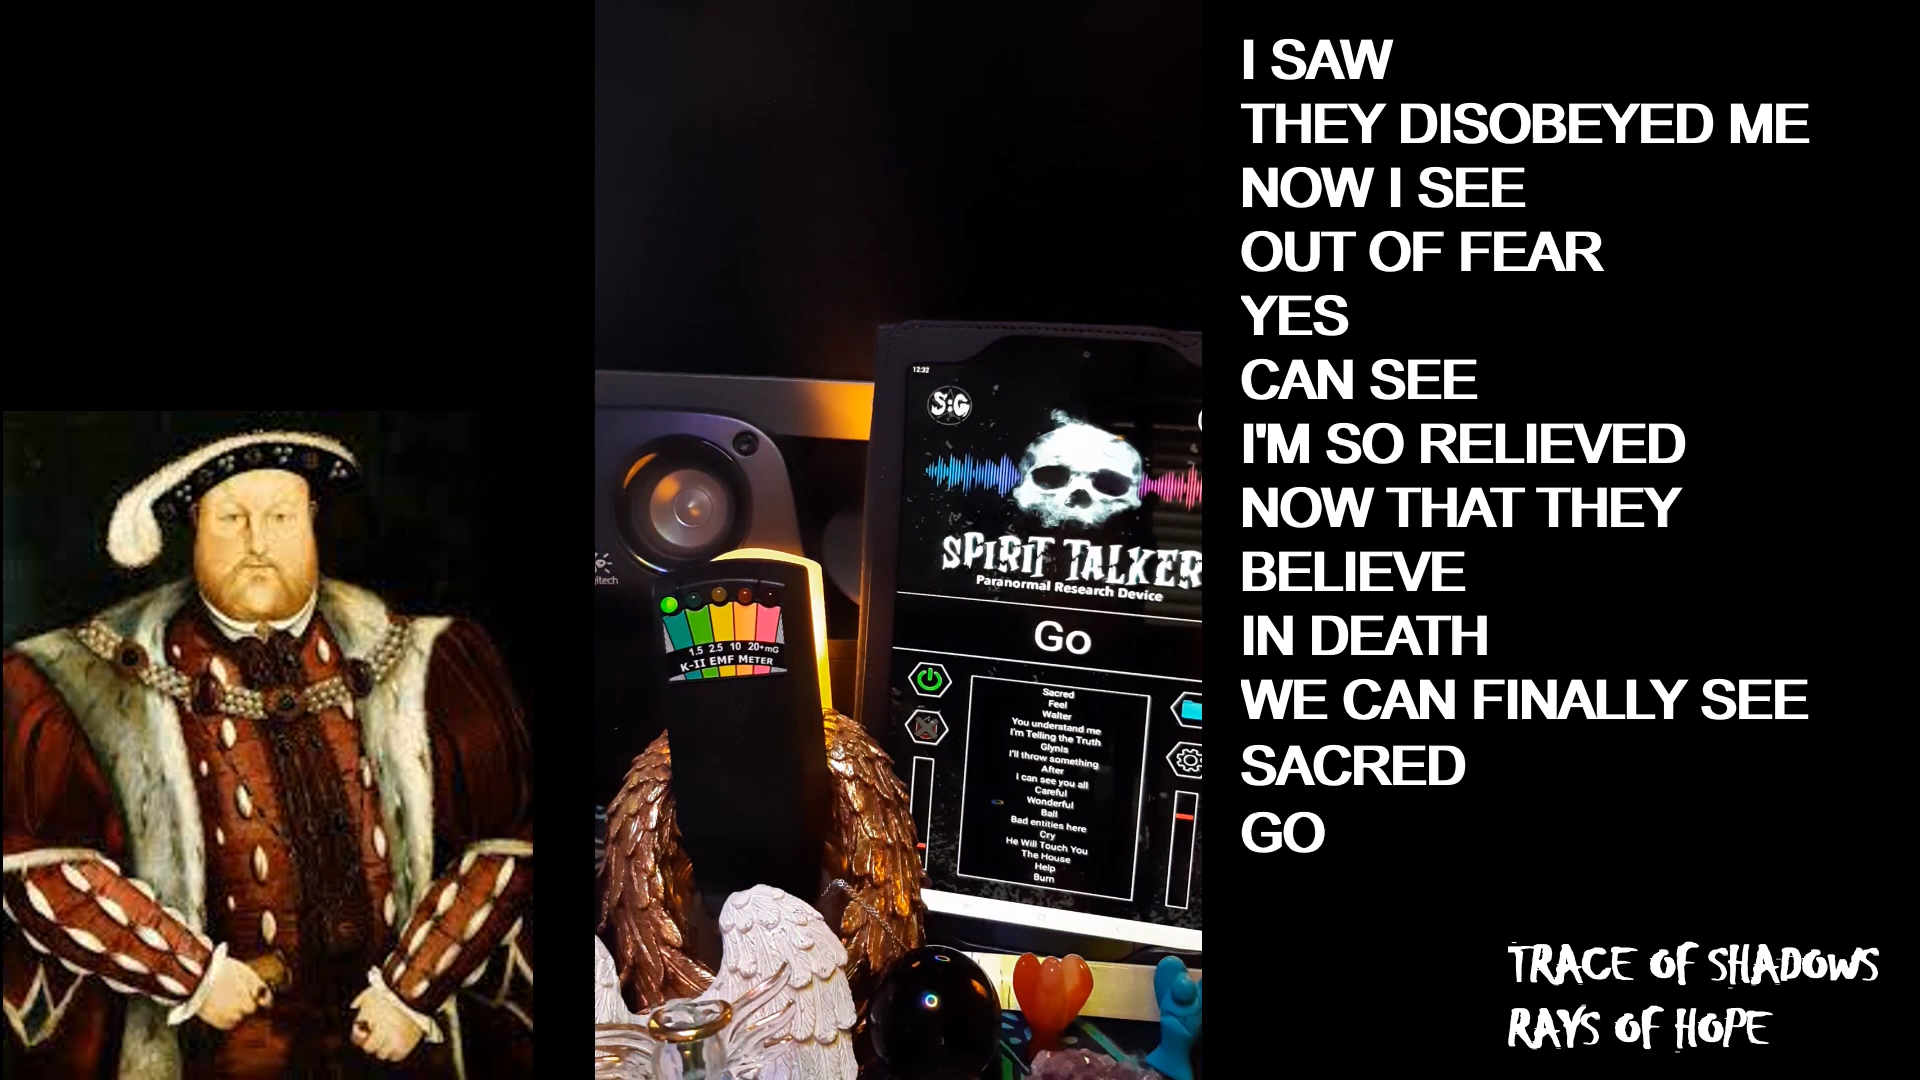 I SAW
THEY DISOBEYED ME
NOW I SEE
OUT OF FEAR
YES
CAN SEE
I'M SO RELIEVED
NOW THAT THEY
BELIEVE
IN DEATH
WE CAN FINALLY SEE
SACRED
GO
TRACE OF SHADOWS
RAYS OF HOPE
12:32
S:G
SPIRIT TALKER
Paranormal Research Device
Go
Sacred
Feel
Walter
You understand me
I'm Telling the Truth
Glynis
I'll throw something
After
I can see you all
Careful
Wonderful
Ball
Bad entities here
Cry
He Will Touch You
The House
Help
Burn
gitech
1.5 2.5 10 20+mG
K-II EMF METER